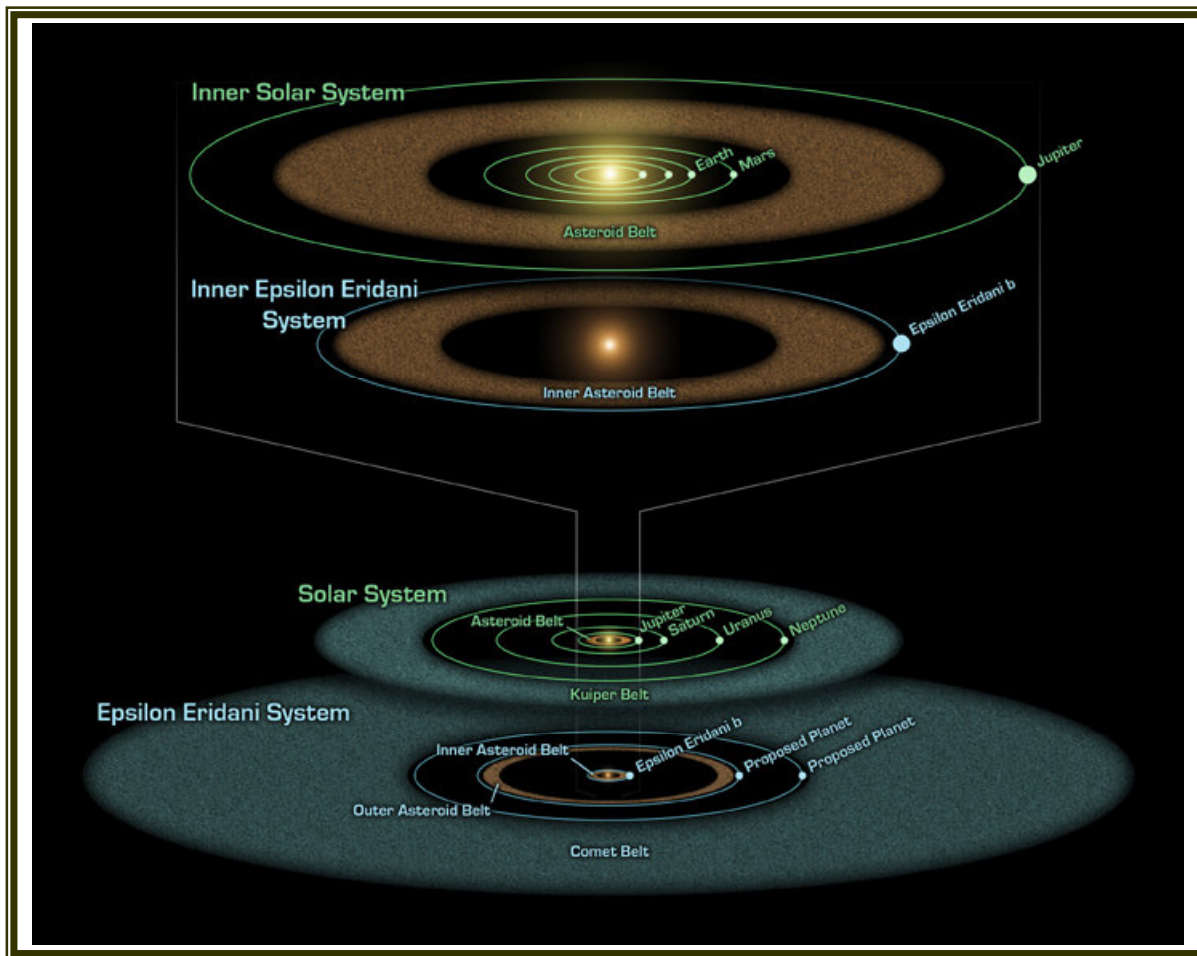 Inner Solar System
Earth
Mars
Jupiter
Asteroid Belt
Inner Epsilon Eridani
System
Epsilon Eridani b
Inner Asteroid Belt
Solar System
Asteroid Belt
Jupiter
Saturn
Uranus
Neptune
Kuiper Belt
Epsilon Eridani System
Inner Asteroid Belt
Epsilon Eridani b
Proposed Planet
Proposed Planet
Outer Asteroid Belt
Comet Belt